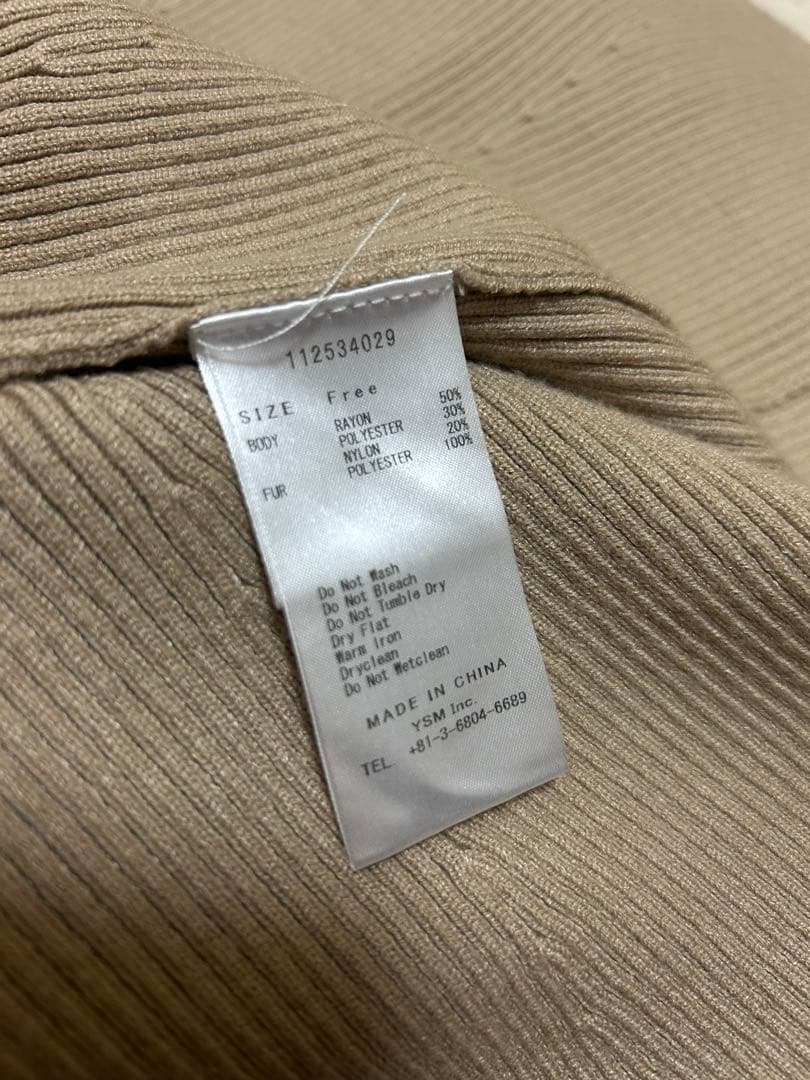 112534029
SIZE Free
BODY RAYON 50%
POLYESTER 30%
NYLON 20%
FUR POLYESTER 100%
Do Not Wash
Do Not Bleach
Do Not Tumble Dry
Dry Flat
Warm Iron
Dryclean
Do Not Wetclean
MADE IN CHINA
YSM Inc.
TEL +81-3-6804-6689